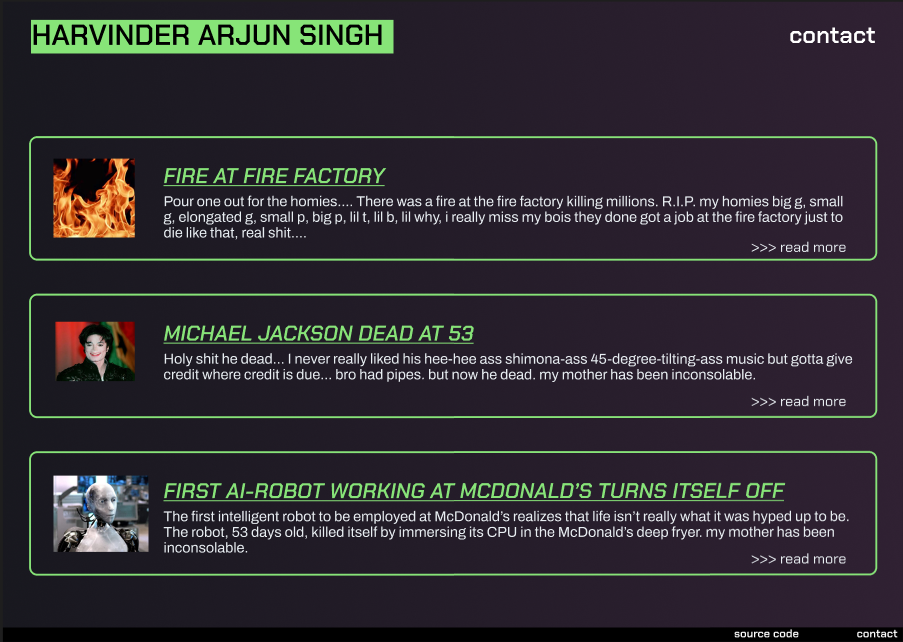 HARVINDER ARJUN SINGH
contact
FIRE AT FIRE FACTORY
Pour one out for the homies.... There was a fire at the fire factory killing millions. R.I.P. my homies big g, small
g, elongated g, small p, big p, lil t, lil b, lil why, i really miss my bois they done got a job at the fire factory just to
die like that, real shit....
>>> read more
MICHAEL JACKSON DEAD AT 53
Holy shit he dead... I never really liked his hee-hee ass shimona-ass 45-degree-tilting-ass music but gotta give
credit where credit is due... bro had pipes. but now he dead. my mother has been inconsolable.
>>> read more
FIRST AI-ROBOT WORKING AT MCDONALD'S TURNS ITSELF OFF
The first intelligent robot to be employed at McDonald's realizes that life isn't really what it was hyped up to be.
The robot, 53 days old, killed itself by immersing its CPU in the McDonald's deep fryer. my mother has been
inconsolable.
>>> read more
source code
contact